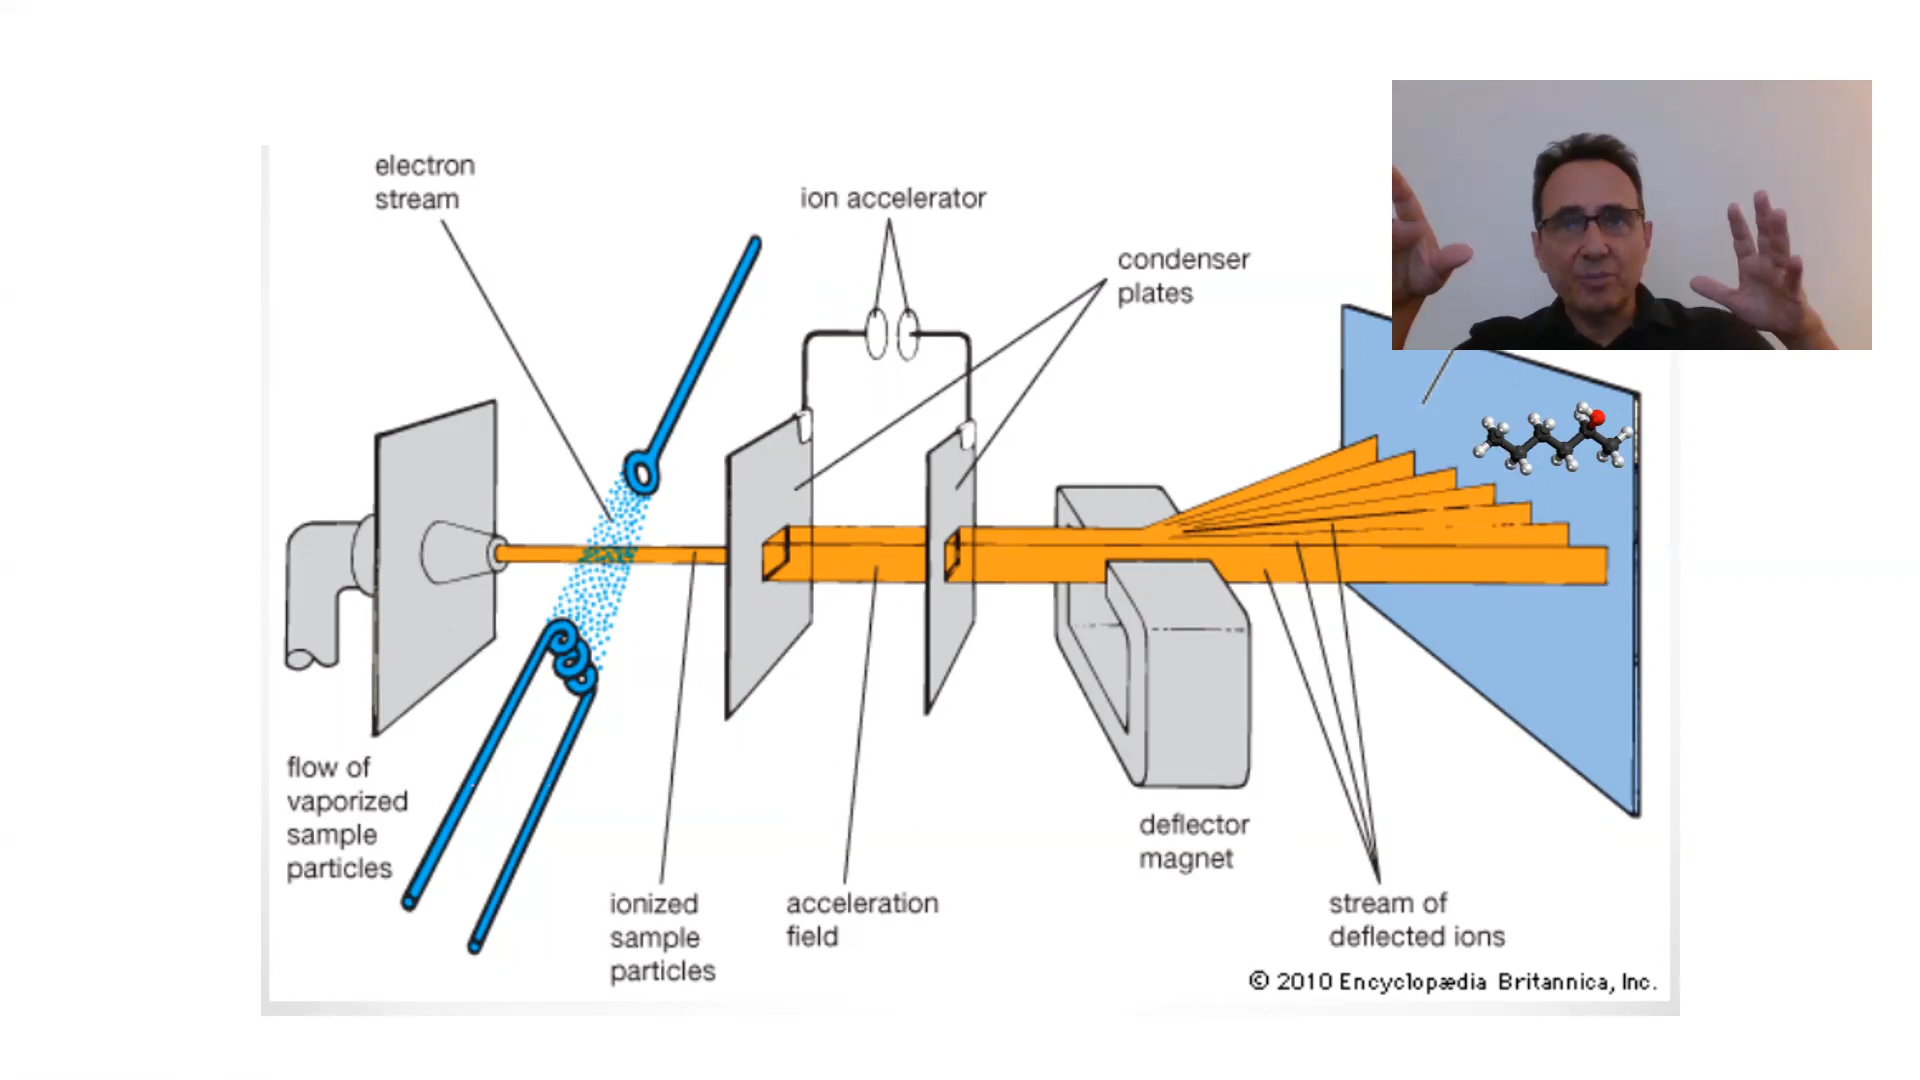 electron
stream
ion accelerator
condenser
plates
flow of
vaporized
sample
particles
ionized
sample
particles
acceleration
field
deflector
magnet
stream of
deflected ions
© 2010 Encyclopædia Britannica, Inc.